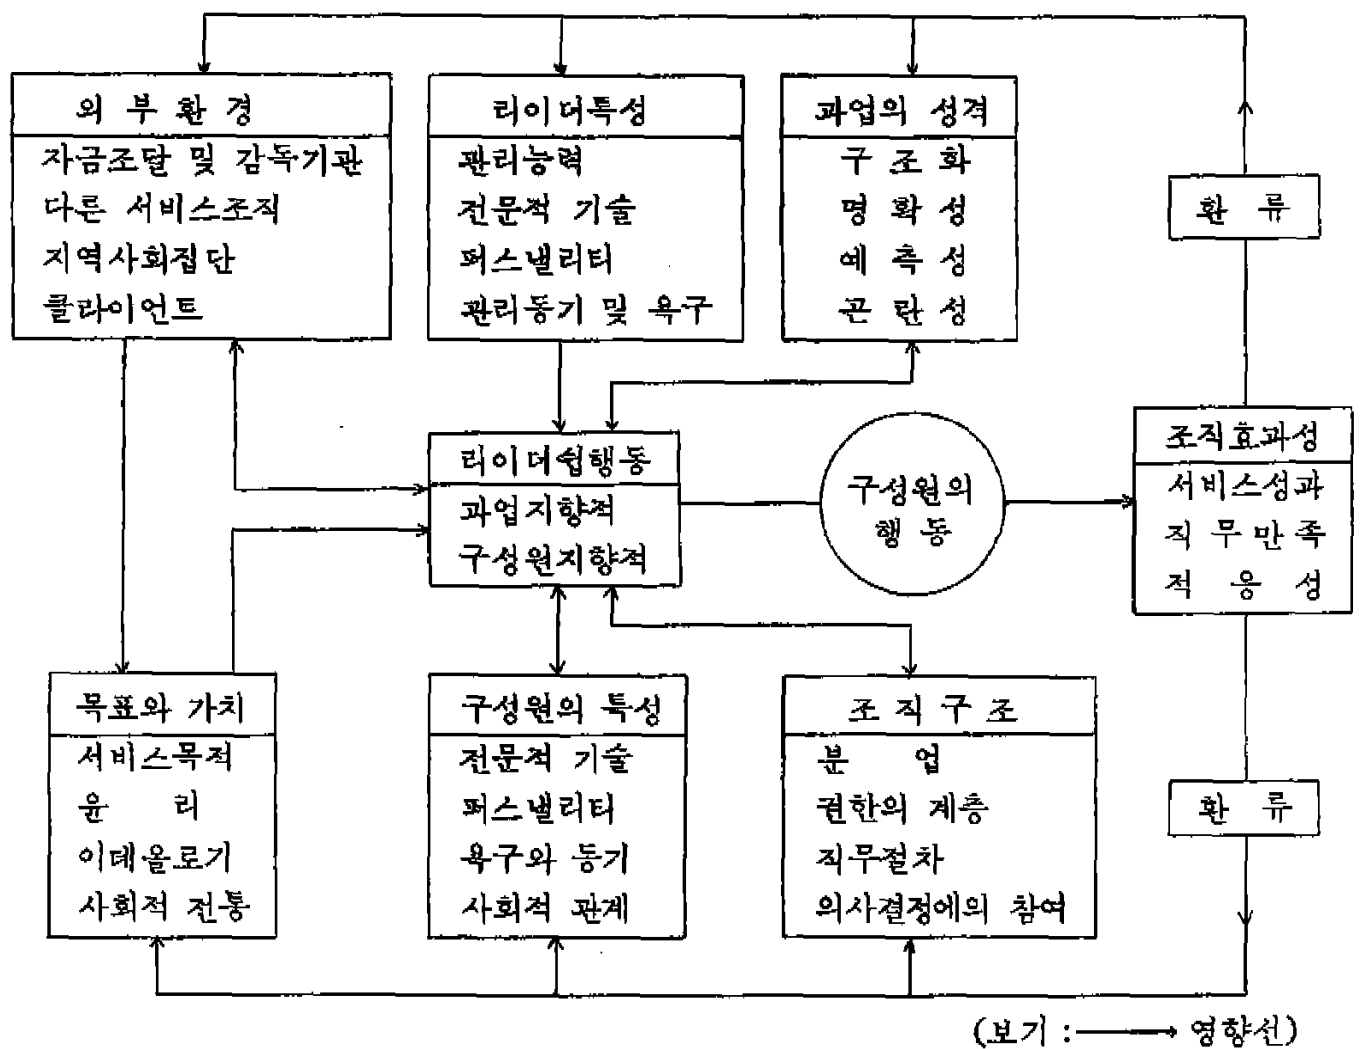 외 부 환 경
자금조달 및 감독기관
다른 서비스조직
지역사회집단
클라이언트
리이더특성
관리능력
전문적 기술
퍼스낼리티
관리동기 및 욕구
과업의 성격
구 조 화
명 확 성
예 측 성
곤 란 성
환 류
리이더쉽행동
과업지향적
구성원지향적
구성원의
행 동
조직효과성
서비스성과
직 무 만 족
적 응 성
목표와 가치
서비스목적
윤 리
이데올로기
사회적 전통
구성원의 특성
전문적 기술
퍼스낼리티
욕구와 동기
사회적 관계
조 직 구 조
분 업
권한의 계층
직무절차
의사결정에의 참여
환 류
(보기 : → 영향선)